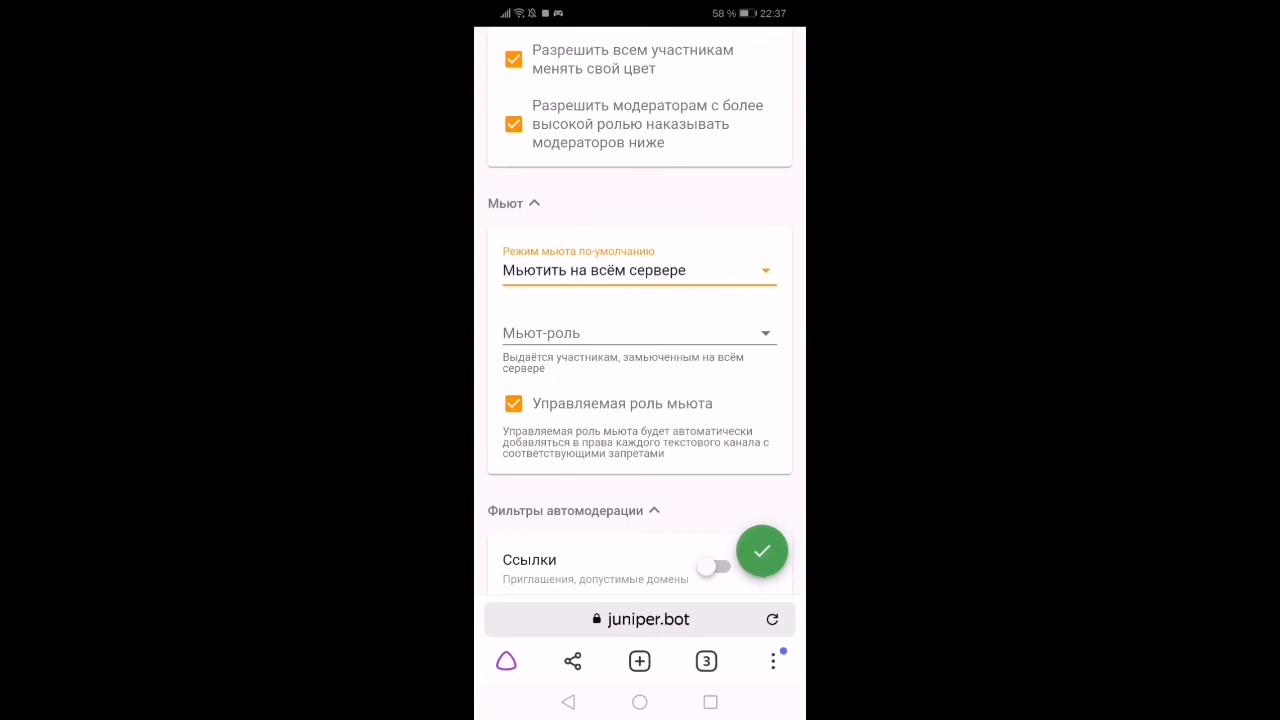 58 % 22:37
Разрешить всем участникам
менять свой цвет
Разрешить модераторам с более
высокой ролью наказывать
модераторов ниже
Мьют
Режим мьюта по-умолчанию
Мьютить на всём сервере
Мьют-роль
Выдаётся участникам, замьюченным на всём
сервере
Управляемая роль мьюта
Управляемая роль мьюта будет автоматически
добавляться в права каждого текстового канала с
соответствующими запретами
Фильтры автомодерации
Ссылки
Приглашения, допустимые домены
juniper.bot
3